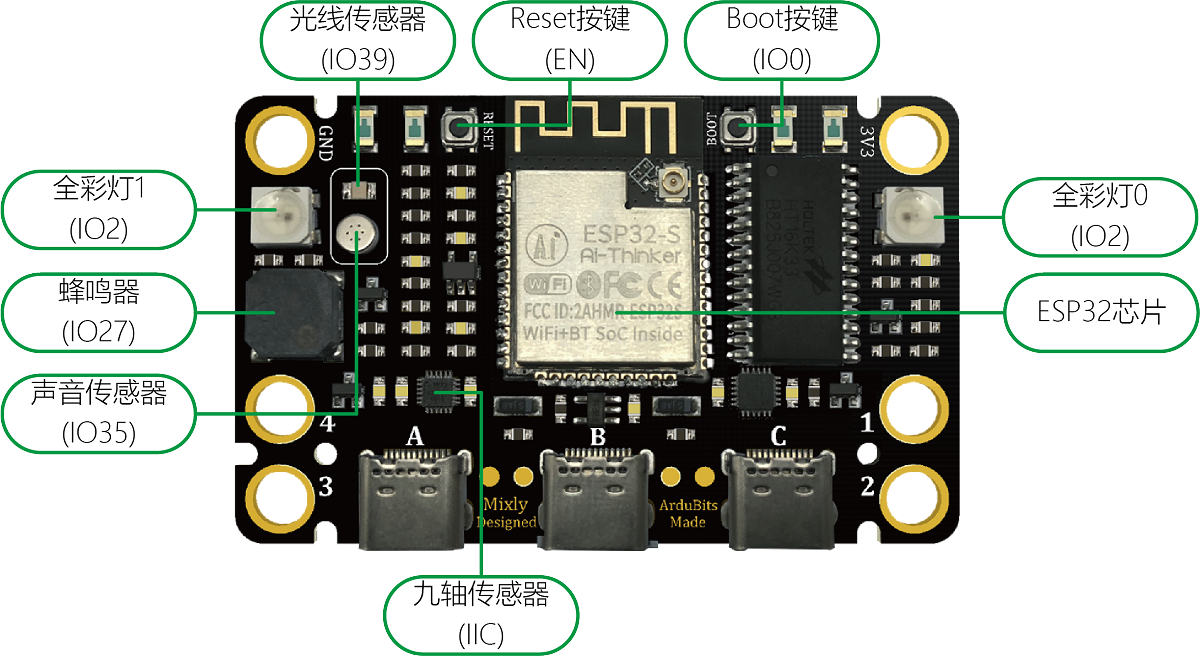 光线传感器
(IO39)
Reset按键
(EN)
Boot按键
(IO0)
GND
RESET
BOOT
3V3
全彩灯1
(IO2)
全彩灯0
(IO2)
ESP32-S
Ai-Thinker
Ai
WiFi
FCC ID:2AHMR-ESP32S
WiFi+BT SoC Inside
HOLTEK
蜂鸣器
(IO27)
ESP32芯片
声音传感器
(IO35)
4
1
A
B
C
3
2
Mixly
Designed
ArduBits
Made
九轴传感器
(IIC)